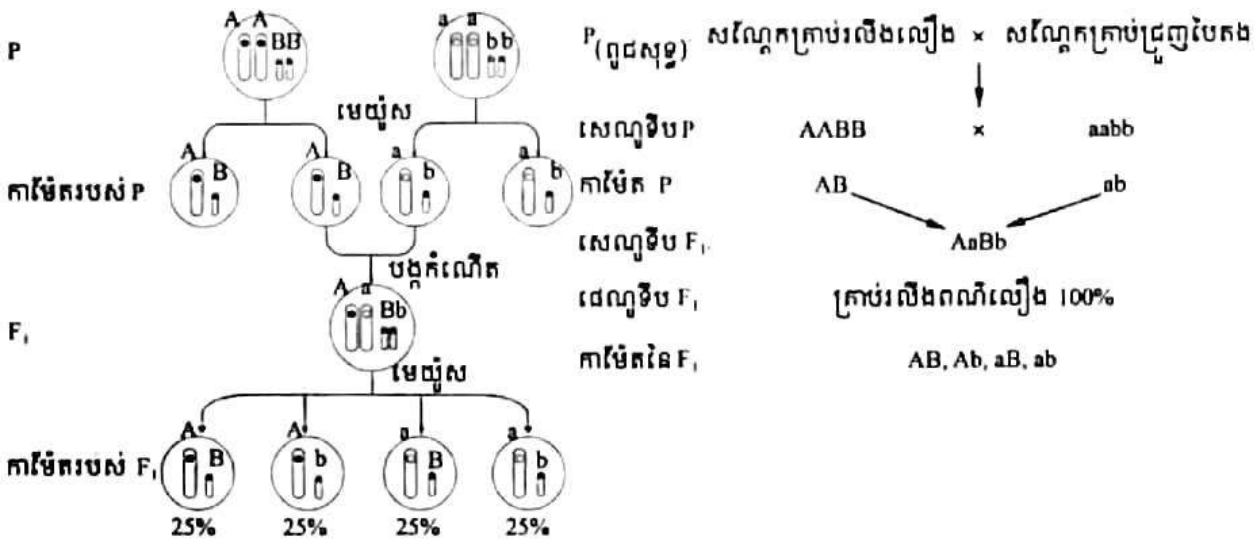 A A BB
P
a a bb
មេយ៉ូស
A B
A B
a b
a b
កាម៉ែតរបស់ P
បង្កកំណើត
A a Bb
F₁
មេយ៉ូស
A B
A b
a B
a b
កាម៉ែតរបស់ F₁
25% 25% 25% 25%
P(ពូជសុទ្ធ) សណ្ដែកគ្រាប់រលីងលឿង × សណ្ដែកគ្រាប់ជ្រួញបៃតង
សេណូទីប P AABB × aabb
កាម៉ែត P AB ab
សេណូទីប F₁ AaBb
ផេណូទីប F₁ គ្រាប់រលីងពណ៌លឿង 100%
កាម៉ែតនៃ F₁ AB, Ab, aB, ab